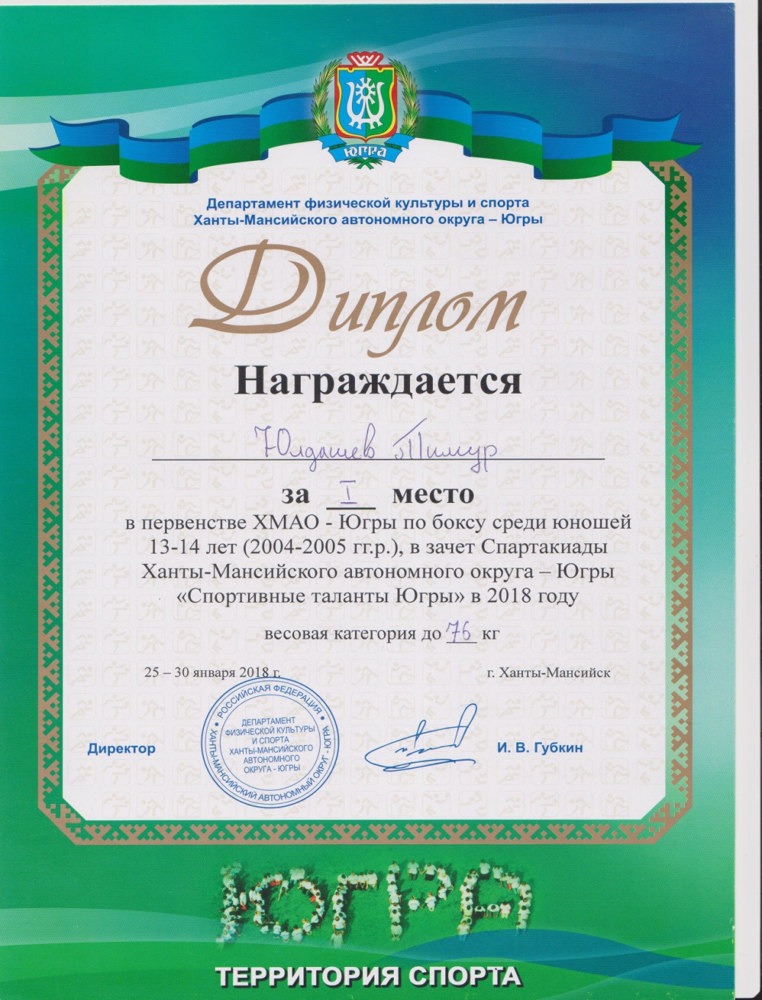 ЮГРА
Департамент физической культуры и спорта
Ханты-Мансийского автономного округа – Югры
Диплом
Награждается
Юлдашев Тимур
за I место
в первенстве ХМАО - Югры по боксу среди юношей
13-14 лет (2004-2005 гг.р.), в зачет Спартакиады
Ханты-Мансийского автономного округа – Югры
«Спортивные таланты Югры» в 2018 году
весовая категория до 76 кг
25 – 30 января 2018 г. г. Ханты-Мансийск
РОССИЙСКАЯ ФЕДЕРАЦИЯ
ХАНТЫ-МАНСИЙСКИЙ АВТОНОМНЫЙ ОКРУГ - ЮГРА
ДЕПАРТАМЕНТ
ФИЗИЧЕСКОЙ КУЛЬТУРЫ
И СПОРТА
ХАНТЫ-МАНСИЙСКОГО
АВТОНОМНОГО
ОКРУГА - ЮГРЫ
Директор И. В. Губкин
ЮГРА
ТЕРРИТОРИЯ СПОРТА